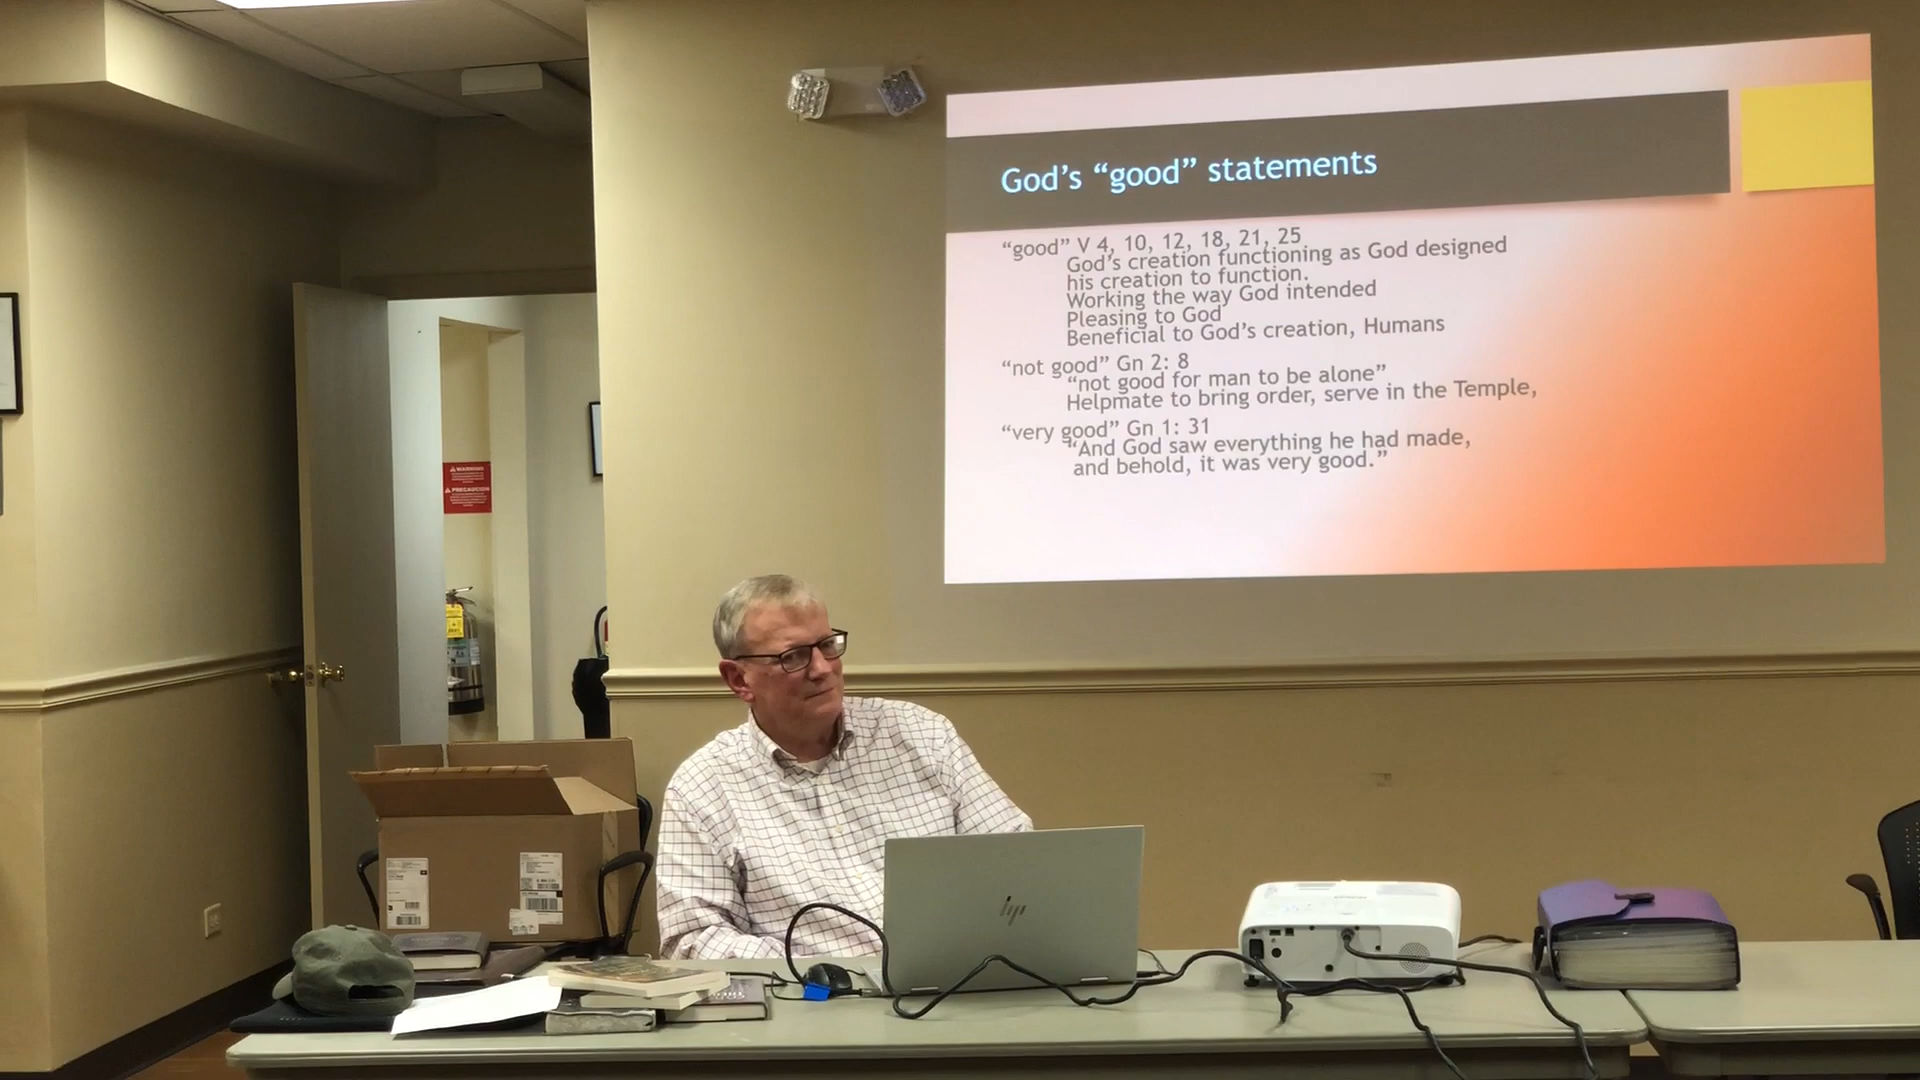 God's “good” statements
“good” V 4, 10, 12, 18, 21, 25
God's creation functioning as God designed
his creation to function.
Working the way God intended
Pleasing to God
Beneficial to God's creation, Humans
“not good” Gn 2: 8
“not good for man to be alone”
Helpmate to bring order, serve in the Temple,
“very good” Gn 1: 31
“And God saw everything he had made,
and behold, it was very good.”
WARNING
PRECAUCION
hp